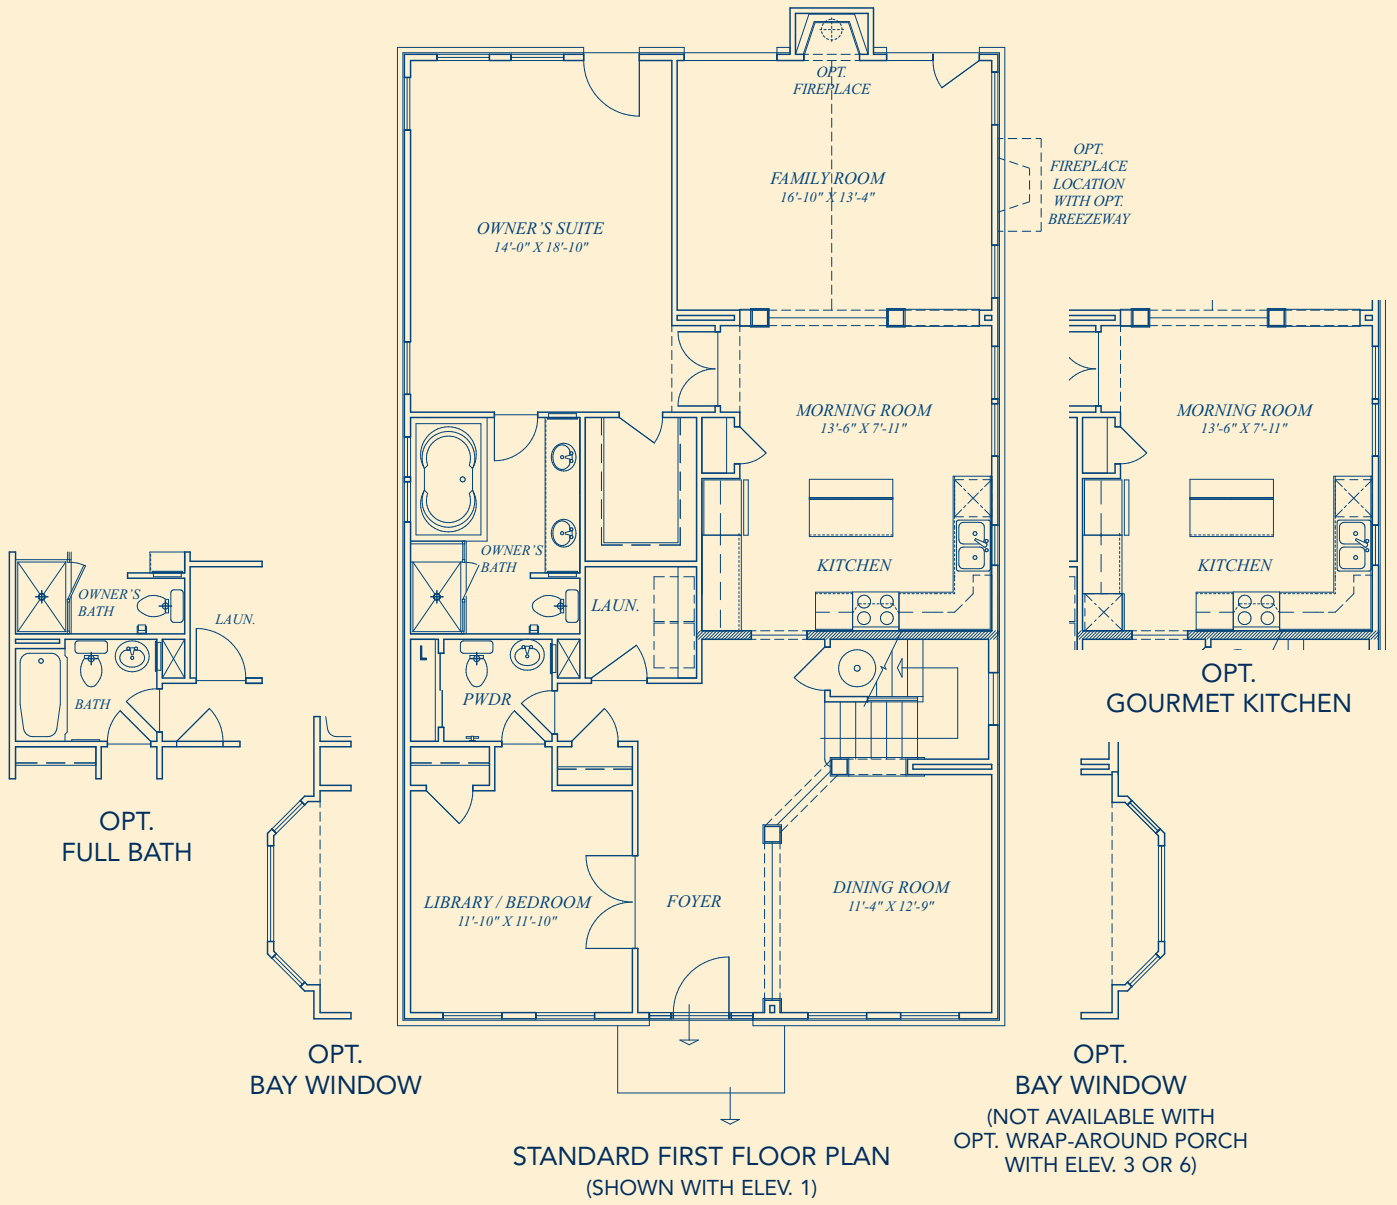 OPT.
FIREPLACE
FAMILY ROOM
16'-10" X 13'-4"
OPT.
FIREPLACE
LOCATION
WITH OPT.
BREEZEWAY
OWNER'S SUITE
14'-0" X 18'-10"
MORNING ROOM
13'-6" X 7'-11"
KITCHEN
OWNER'S
BATH
LAUN.
L
PWDR
LIBRARY / BEDROOM
11'-10" X 11'-10"
FOYER
DINING ROOM
11'-4" X 12'-9"
MORNING ROOM
13'-6" X 7'-11"
KITCHEN
OPT.
GOURMET KITCHEN
OWNER'S
BATH
LAUN.
BATH
OPT.
FULL BATH
OPT.
BAY WINDOW
OPT.
BAY WINDOW
(NOT AVAILABLE WITH
OPT. WRAP-AROUND PORCH
WITH ELEV. 3 OR 6)
STANDARD FIRST FLOOR PLAN
(SHOWN WITH ELEV. 1)